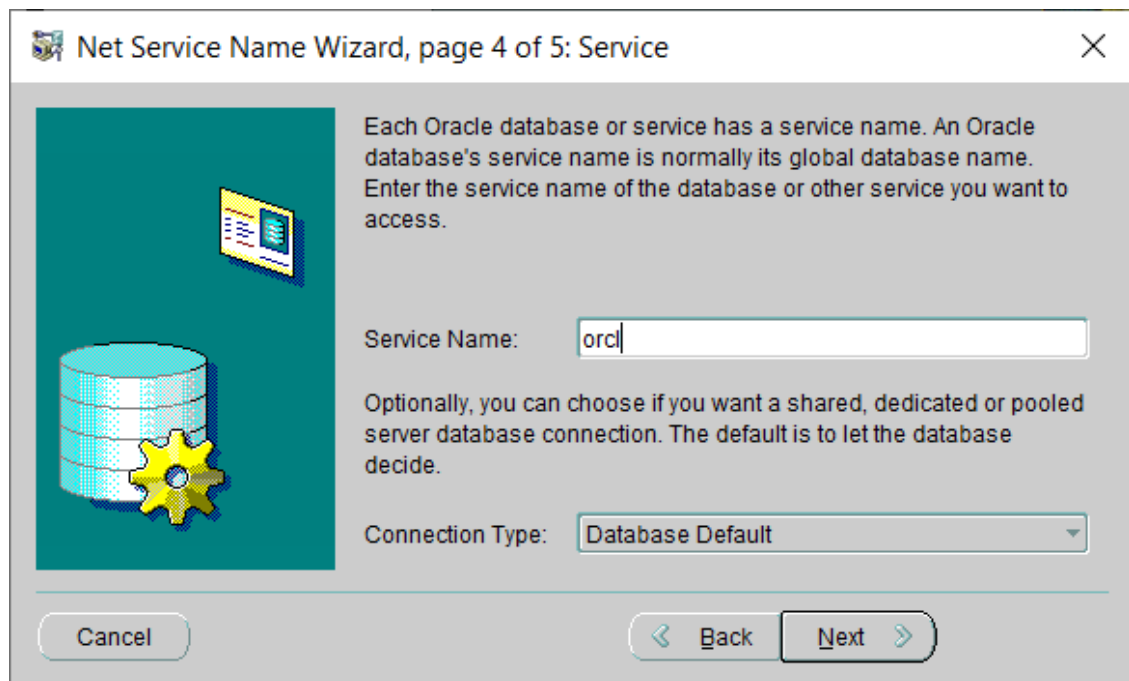 Net Service Name Wizard, page 4 of 5: Service
Each Oracle database or service has a service name. An Oracle
database's service name is normally its global database name.
Enter the service name of the database or other service you want to
access.
Service Name:
orcl
Optionally, you can choose if you want a shared, dedicated or pooled
server database connection. The default is to let the database
decide.
Connection Type:
Database Default
Cancel
Back
Next